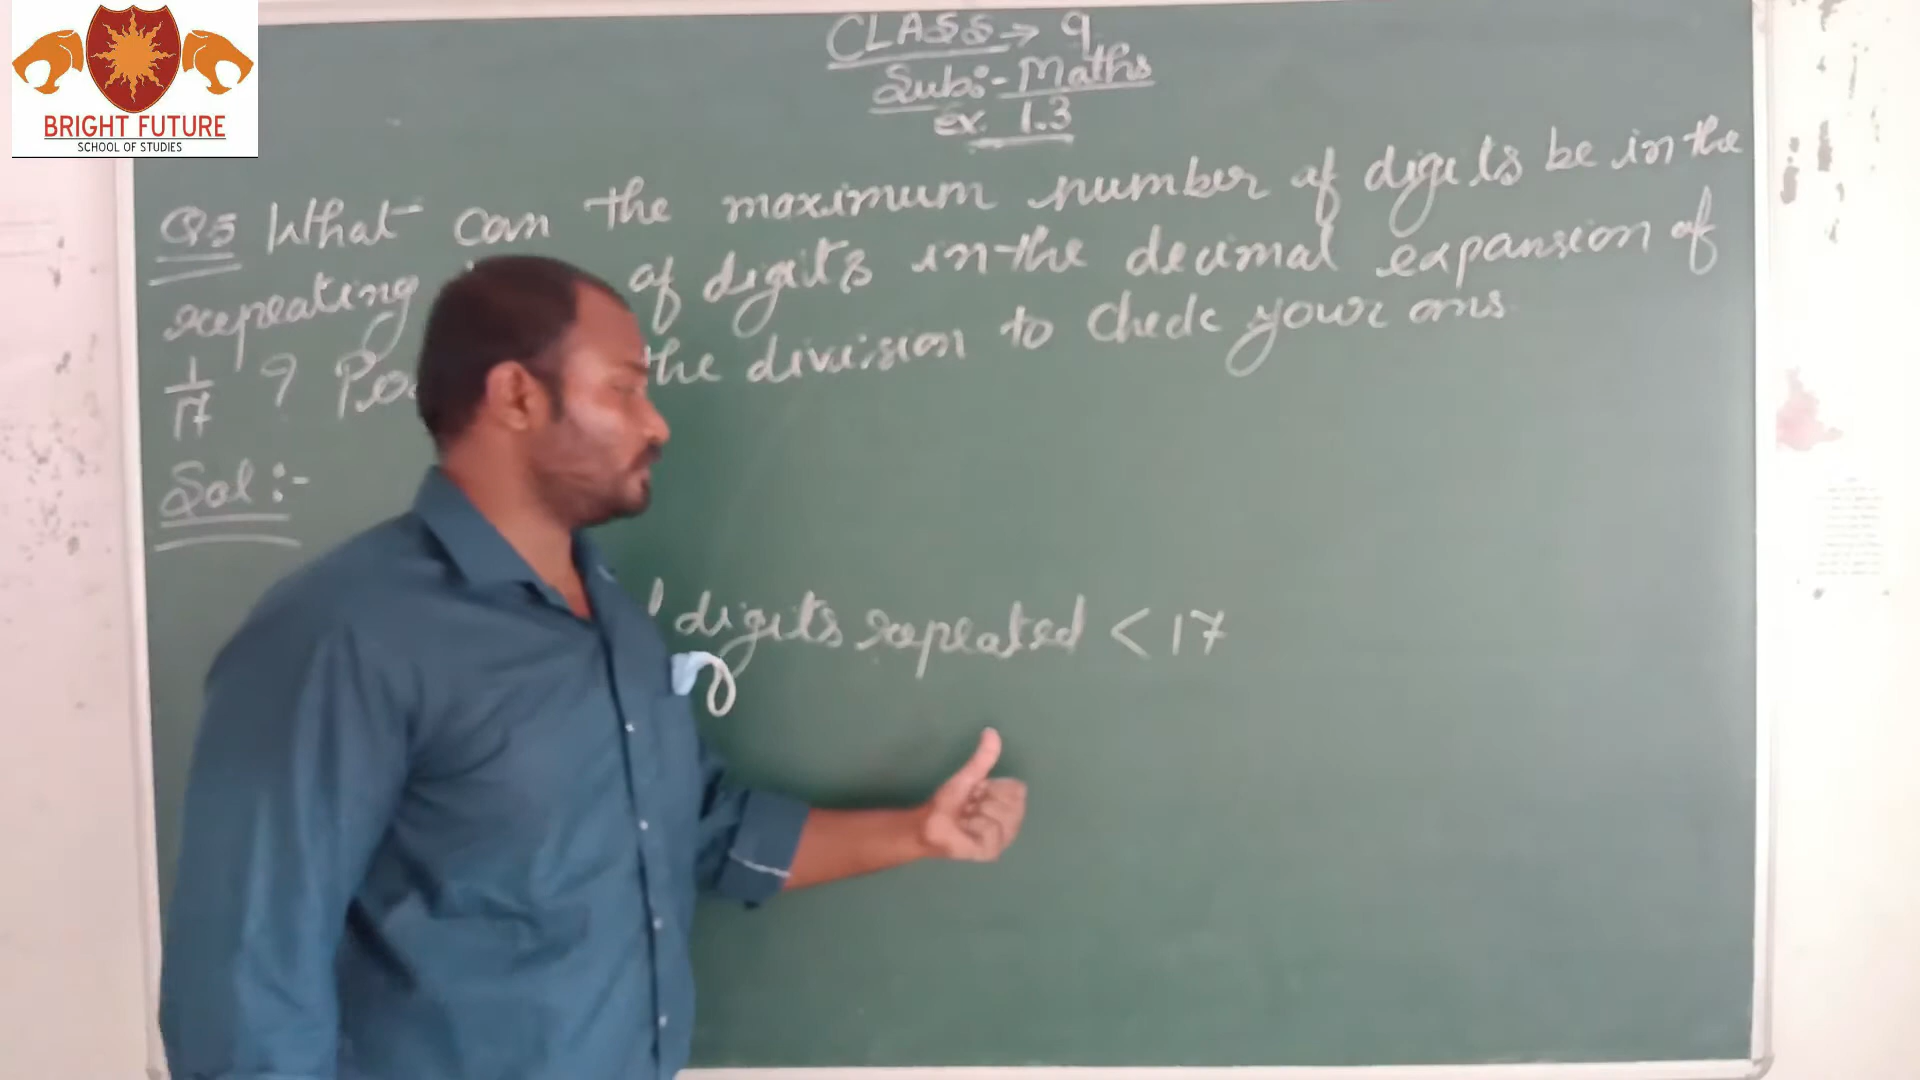 BRIGHT FUTURE
SCHOOL OF STUDIES
CLASS → 9
Sub:- Maths
ex. 1.3
Q5 What can the maximum number of digits be in the
repeating of digits in the decimal expansion of
1/17 ? the division to check your ans
Sol :-
digits repeated < 17